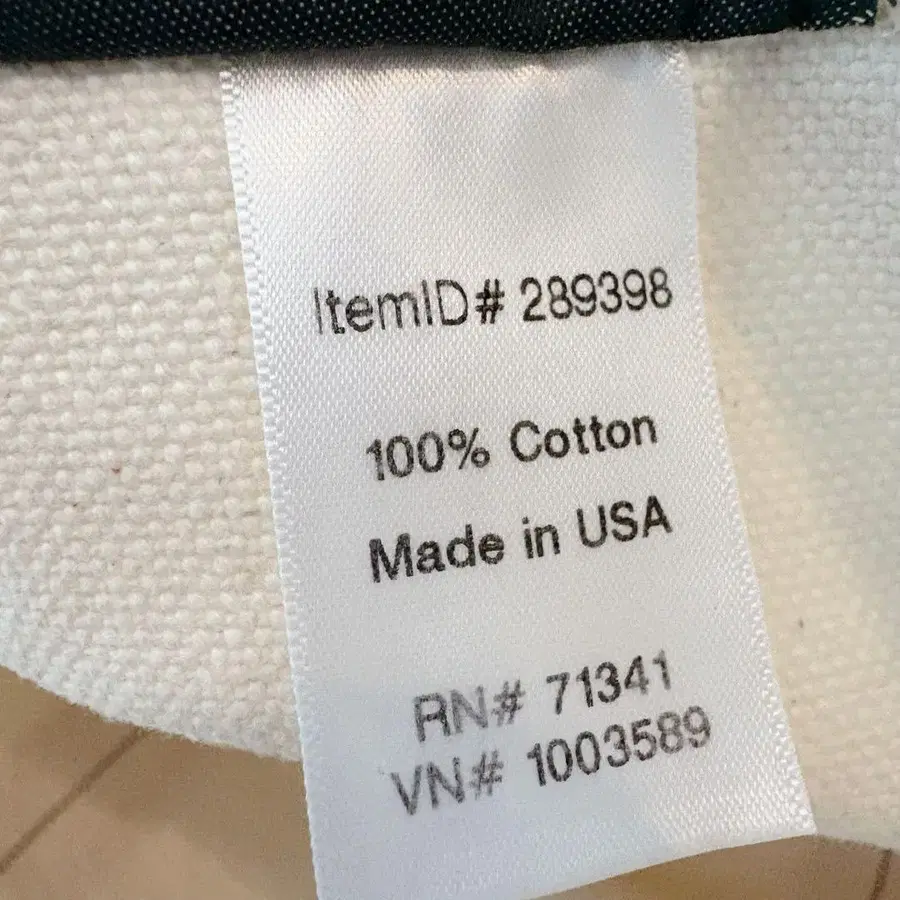 ItemID# 289398
100% Cotton
Made in USA
RN# 71341
VN# 1003589